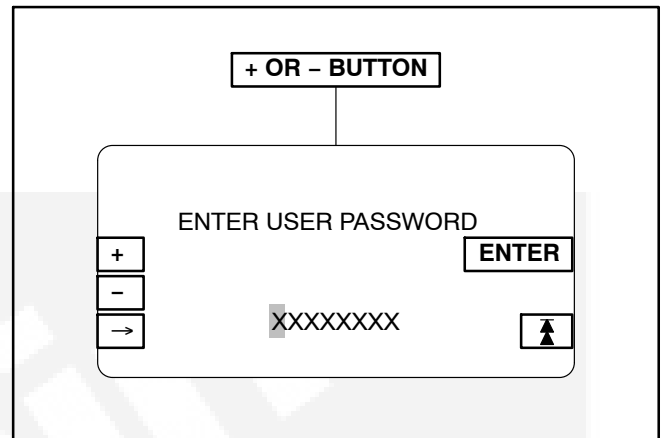 + OR – BUTTON
ENTER USER PASSWORD
+
ENTER
–
→
XXXXXXXX